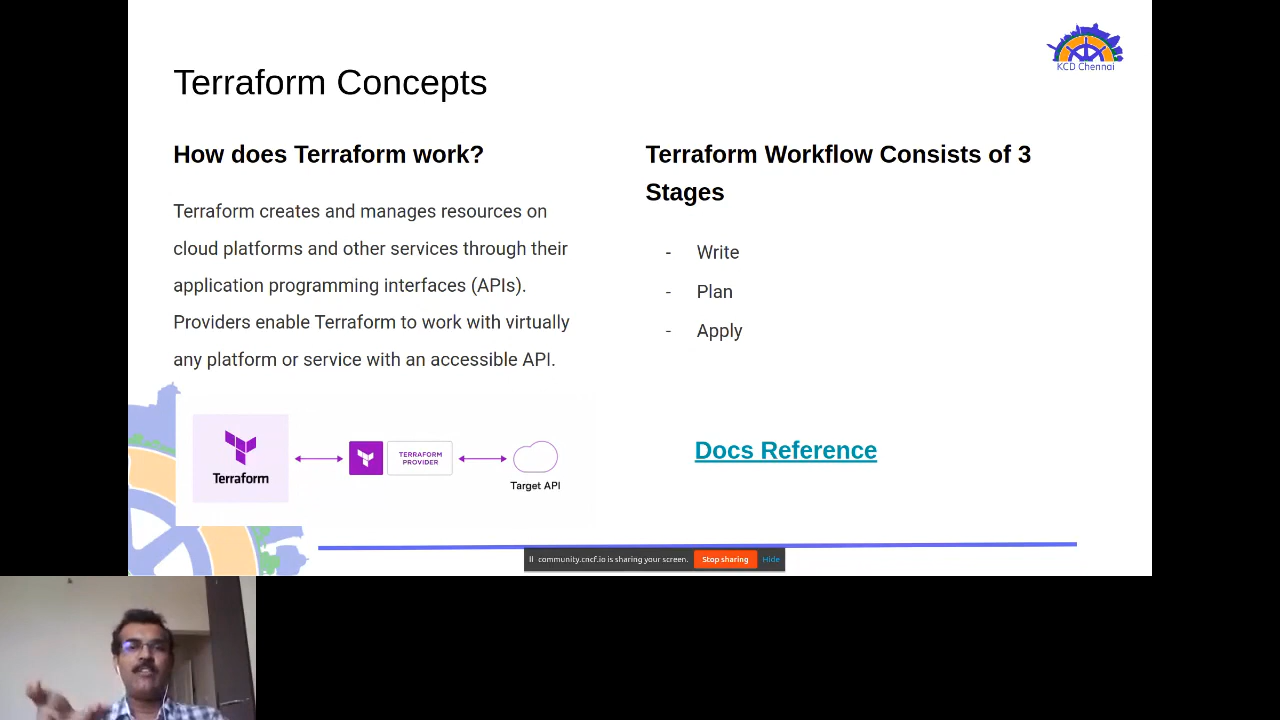 KCD Chennai
Terraform Concepts
How does Terraform work?
Terraform creates and manages resources on
cloud platforms and other services through their
application programming interfaces (APIs).
Providers enable Terraform to work with virtually
any platform or service with an accessible API.
Terraform
TERRAFORM
PROVIDER
Target API
Terraform Workflow Consists of 3
Stages
- Write
- Plan
- Apply
Docs Reference
community.cncf.io is sharing your screen. Stop sharing Hide